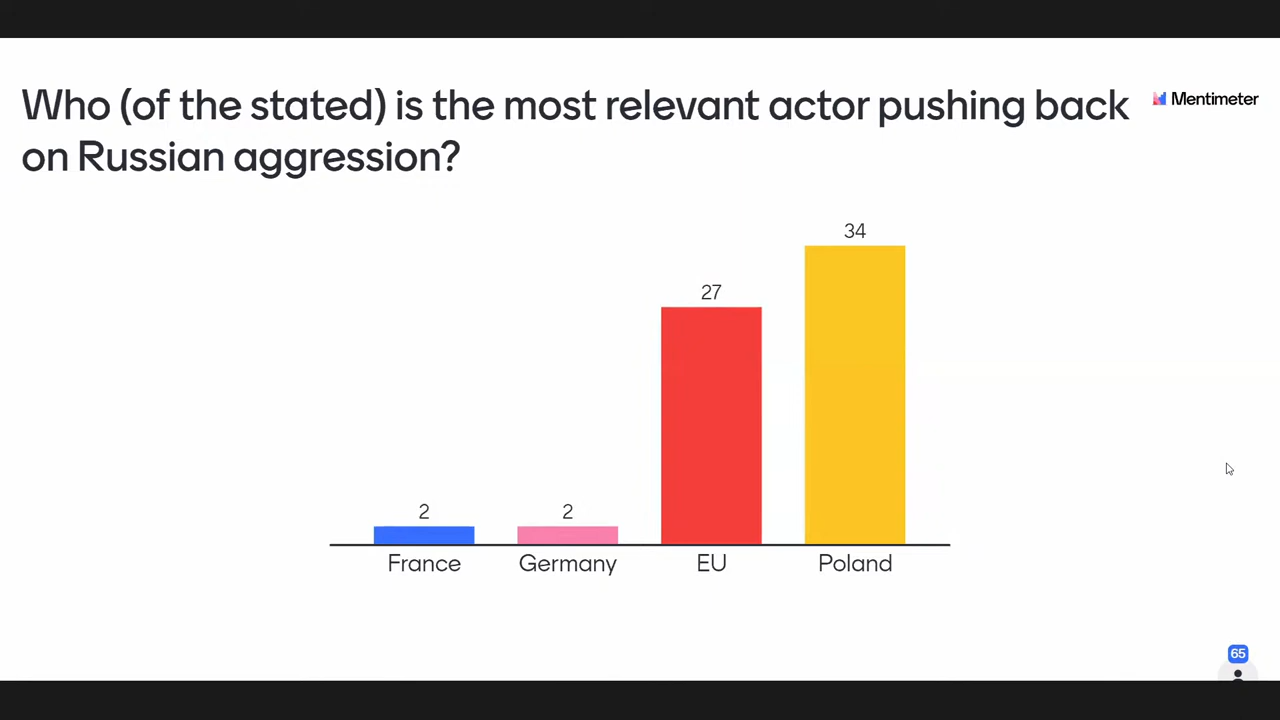 Who (of the stated) is the most relevant actor pushing back
on Russian aggression?
Mentimeter
34
27
2
2
France
Germany
EU
Poland
65